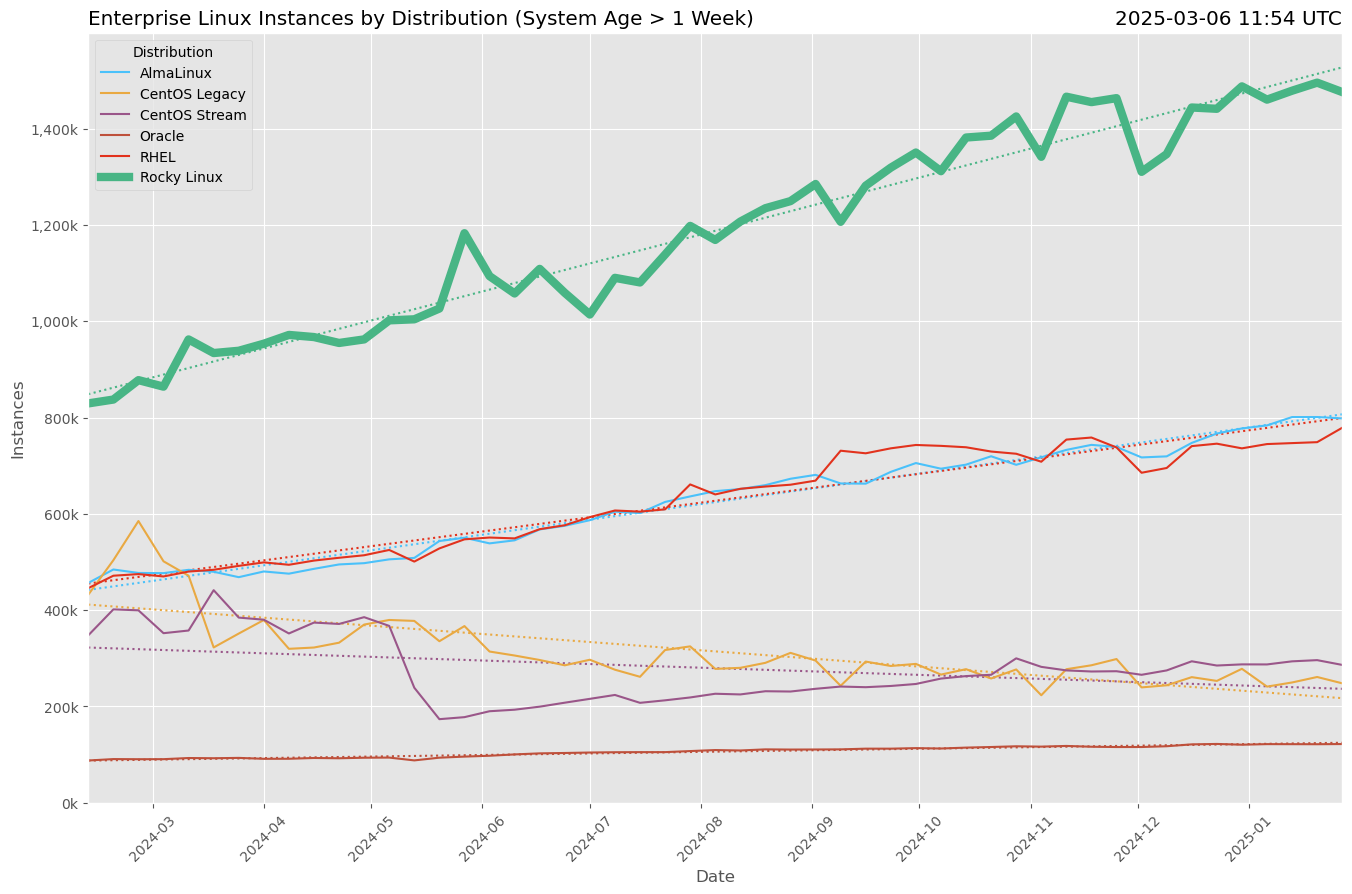 Enterprise Linux Instances by Distribution (System Age > 1 Week)
2025-03-06 11:54 UTC
Distribution
AlmaLinux
CentOS Legacy
CentOS Stream
Oracle
RHEL
Rocky Linux
1,400k
1,200k
1,000k
800k
600k
400k
200k
0k
Instances
2024-03
2024-04
2024-05
2024-06
2024-07
2024-08
2024-09
2024-10
2024-11
2024-12
2025-01
Date